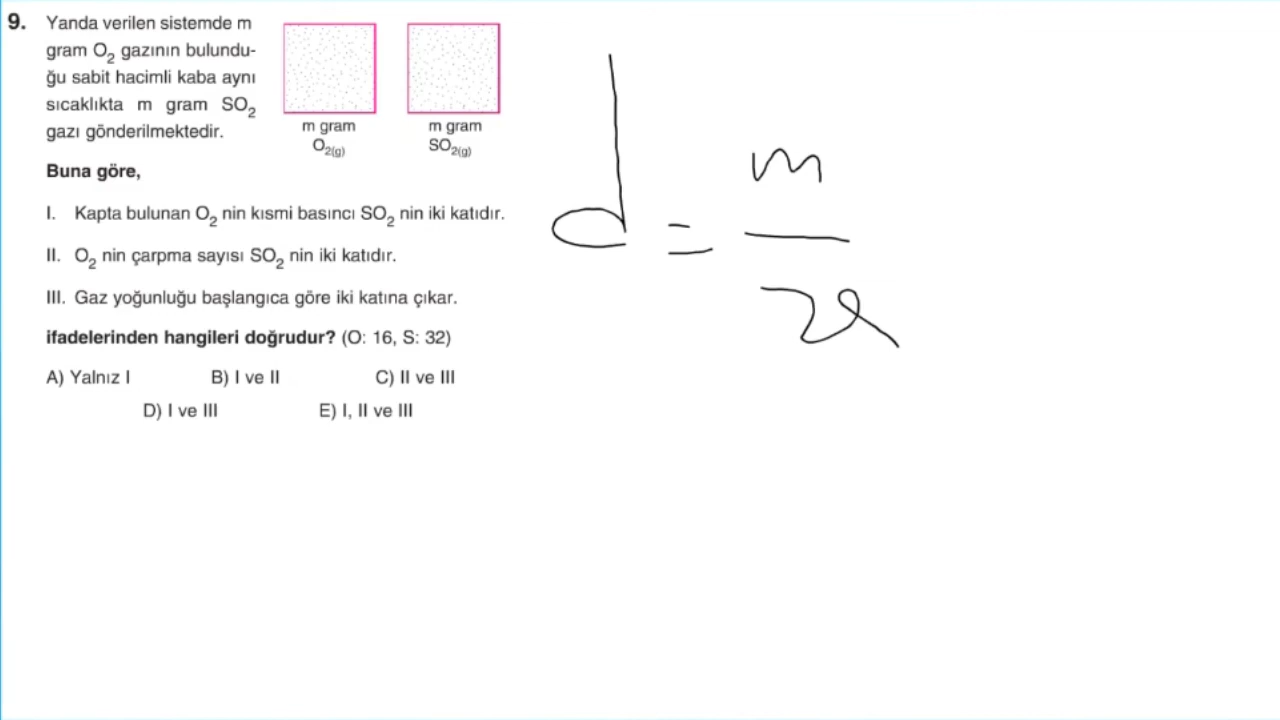 9. Yanda verilen sistemde m
gram O₂ gazının bulundu-
ğu sabit hacimli kaba aynı
sıcaklıkta m gram SO₂
gazı gönderilmektedir.
m gram
O₂(g)
m gram
SO₂(g)
Buna göre,
I. Kapta bulunan O₂ nin kısmi basıncı SO₂ nin iki katıdır.
II. O₂ nin çarpma sayısı SO₂ nin iki katıdır.
III. Gaz yoğunluğu başlangıca göre iki katına çıkar.
ifadelerinden hangileri doğrudur? (O: 16, S: 32)
A) Yalnız I B) I ve II C) II ve III
D) I ve III E) I, II ve III
d = m